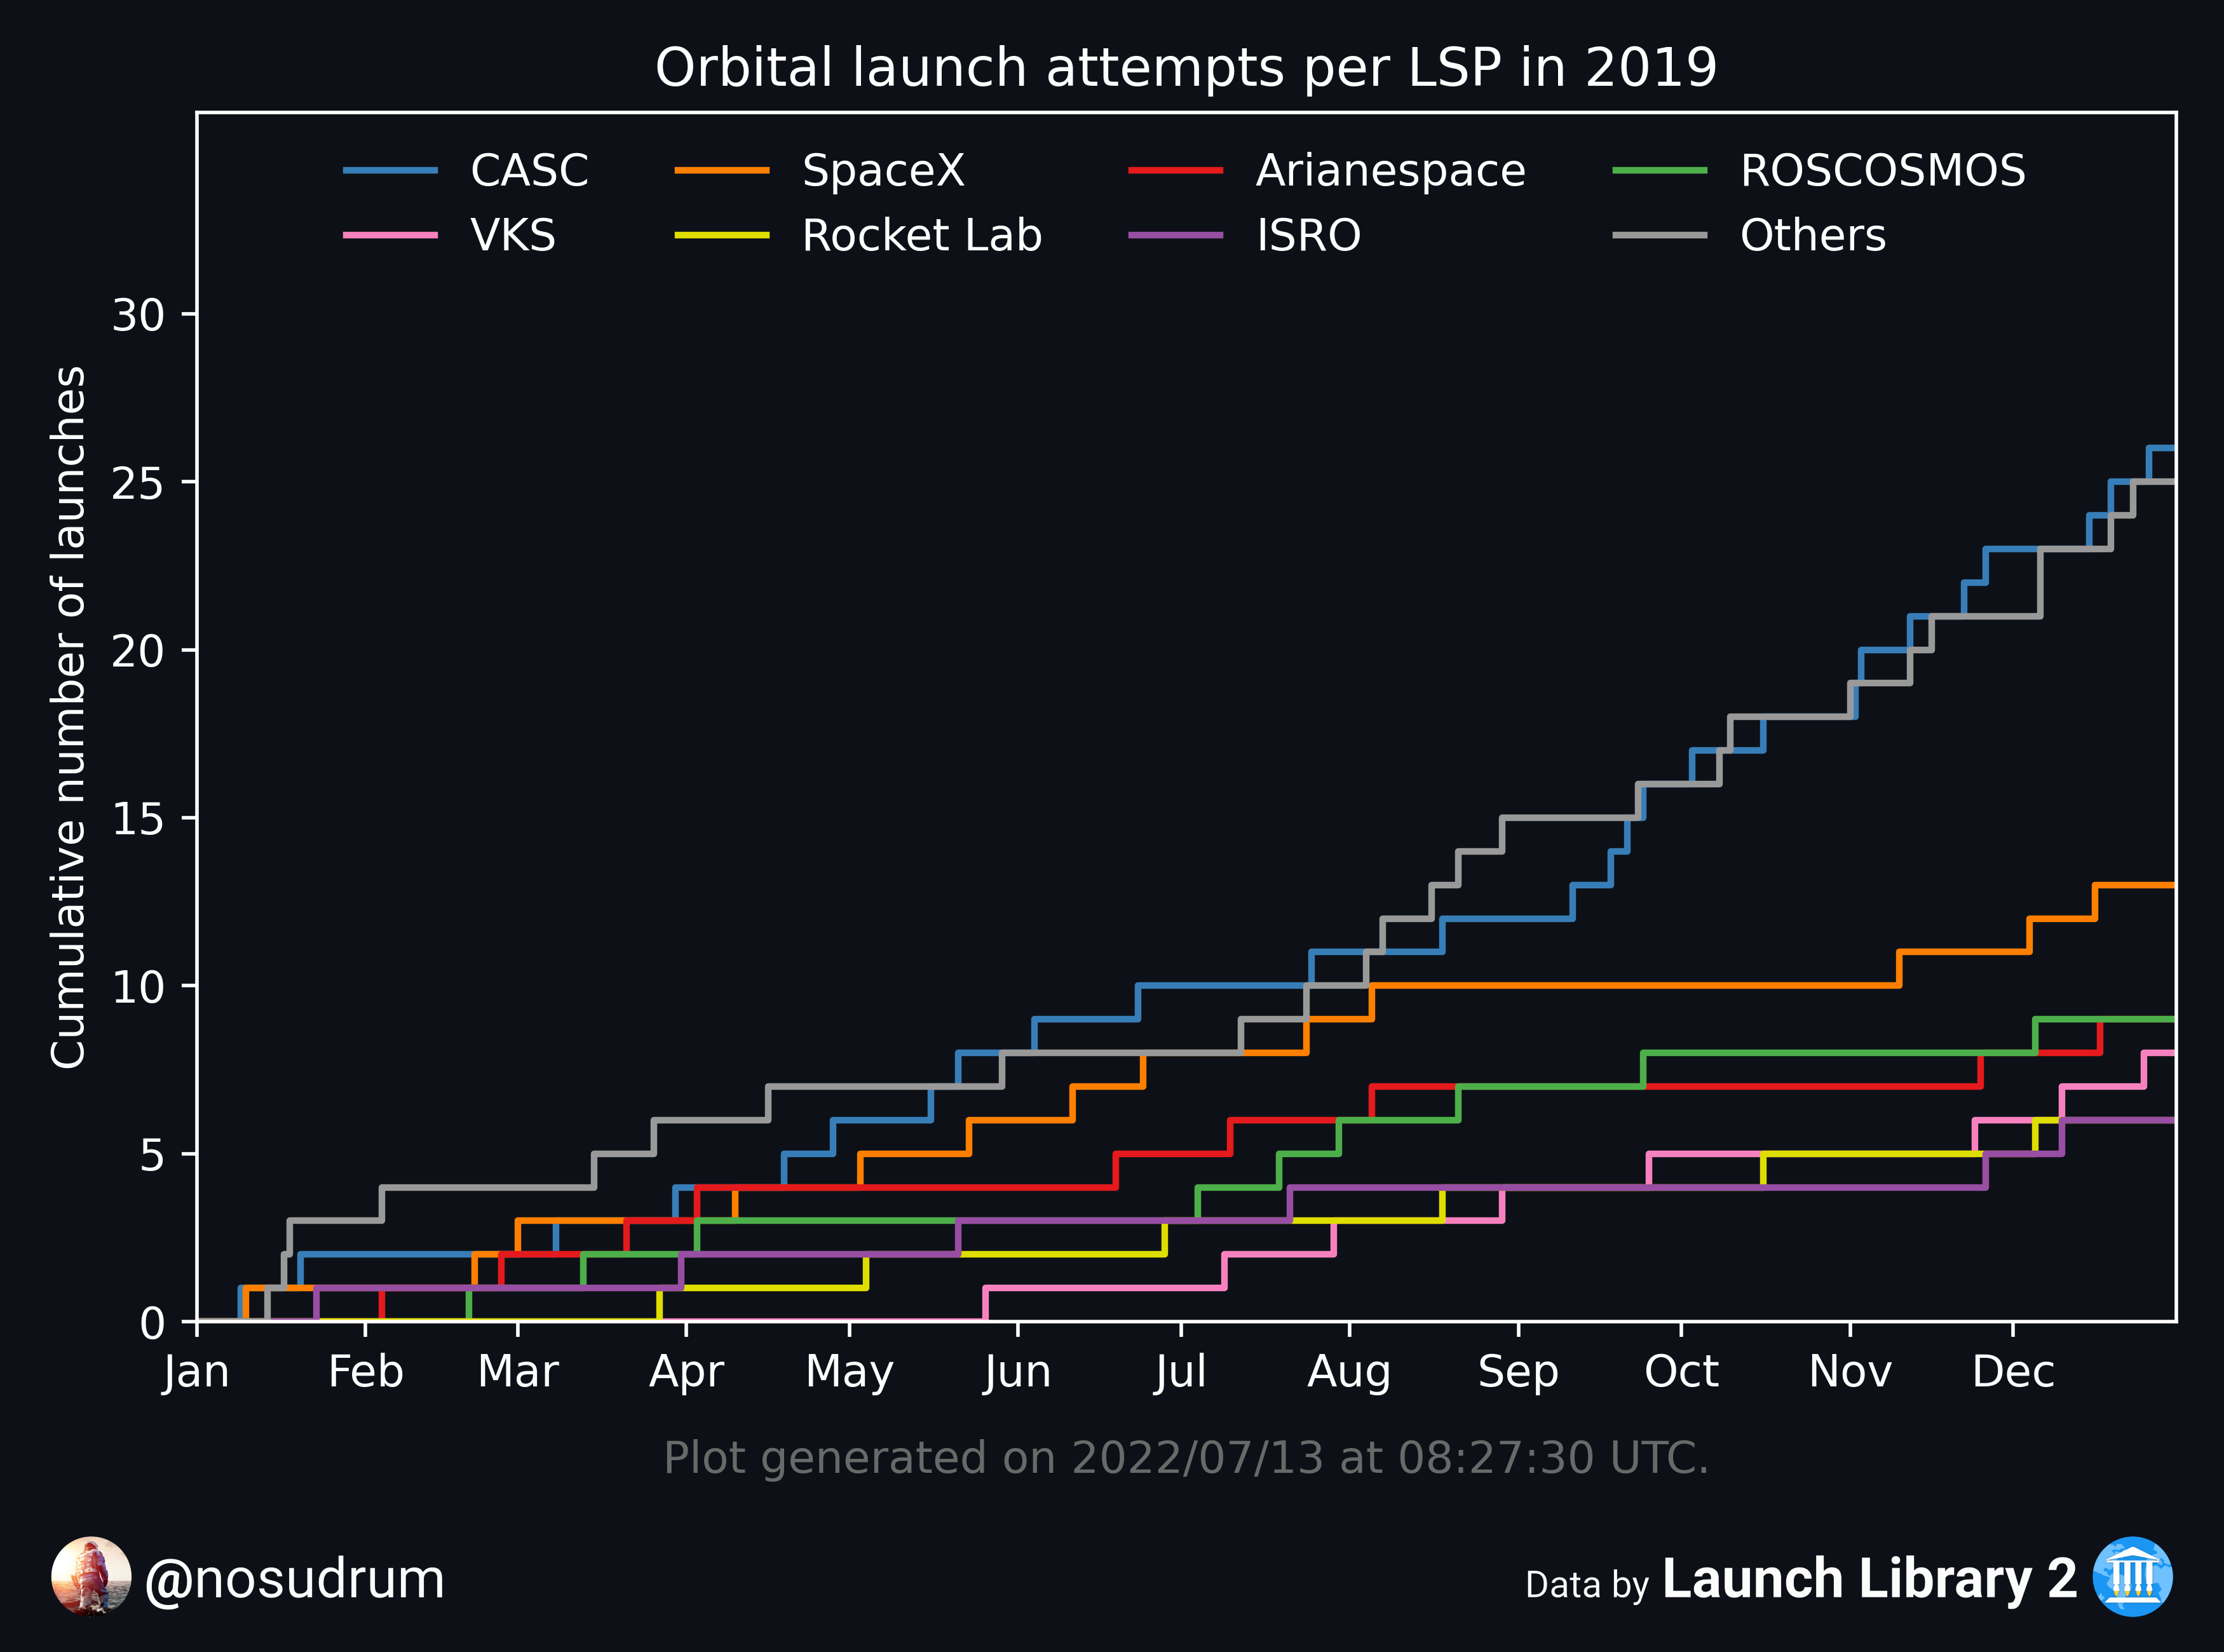 Orbital launch attempts per LSP in 2019
CASC SpaceX Arianespace ROSCOSMOS
VKS Rocket Lab ISRO Others
Cumulative number of launches
30
25
20
15
10
5
0
Jan Feb Mar Apr May Jun Jul Aug Sep Oct Nov Dec
Plot generated on 2022/07/13 at 08:27:30 UTC.
@nosudrum
Data by Launch Library 2